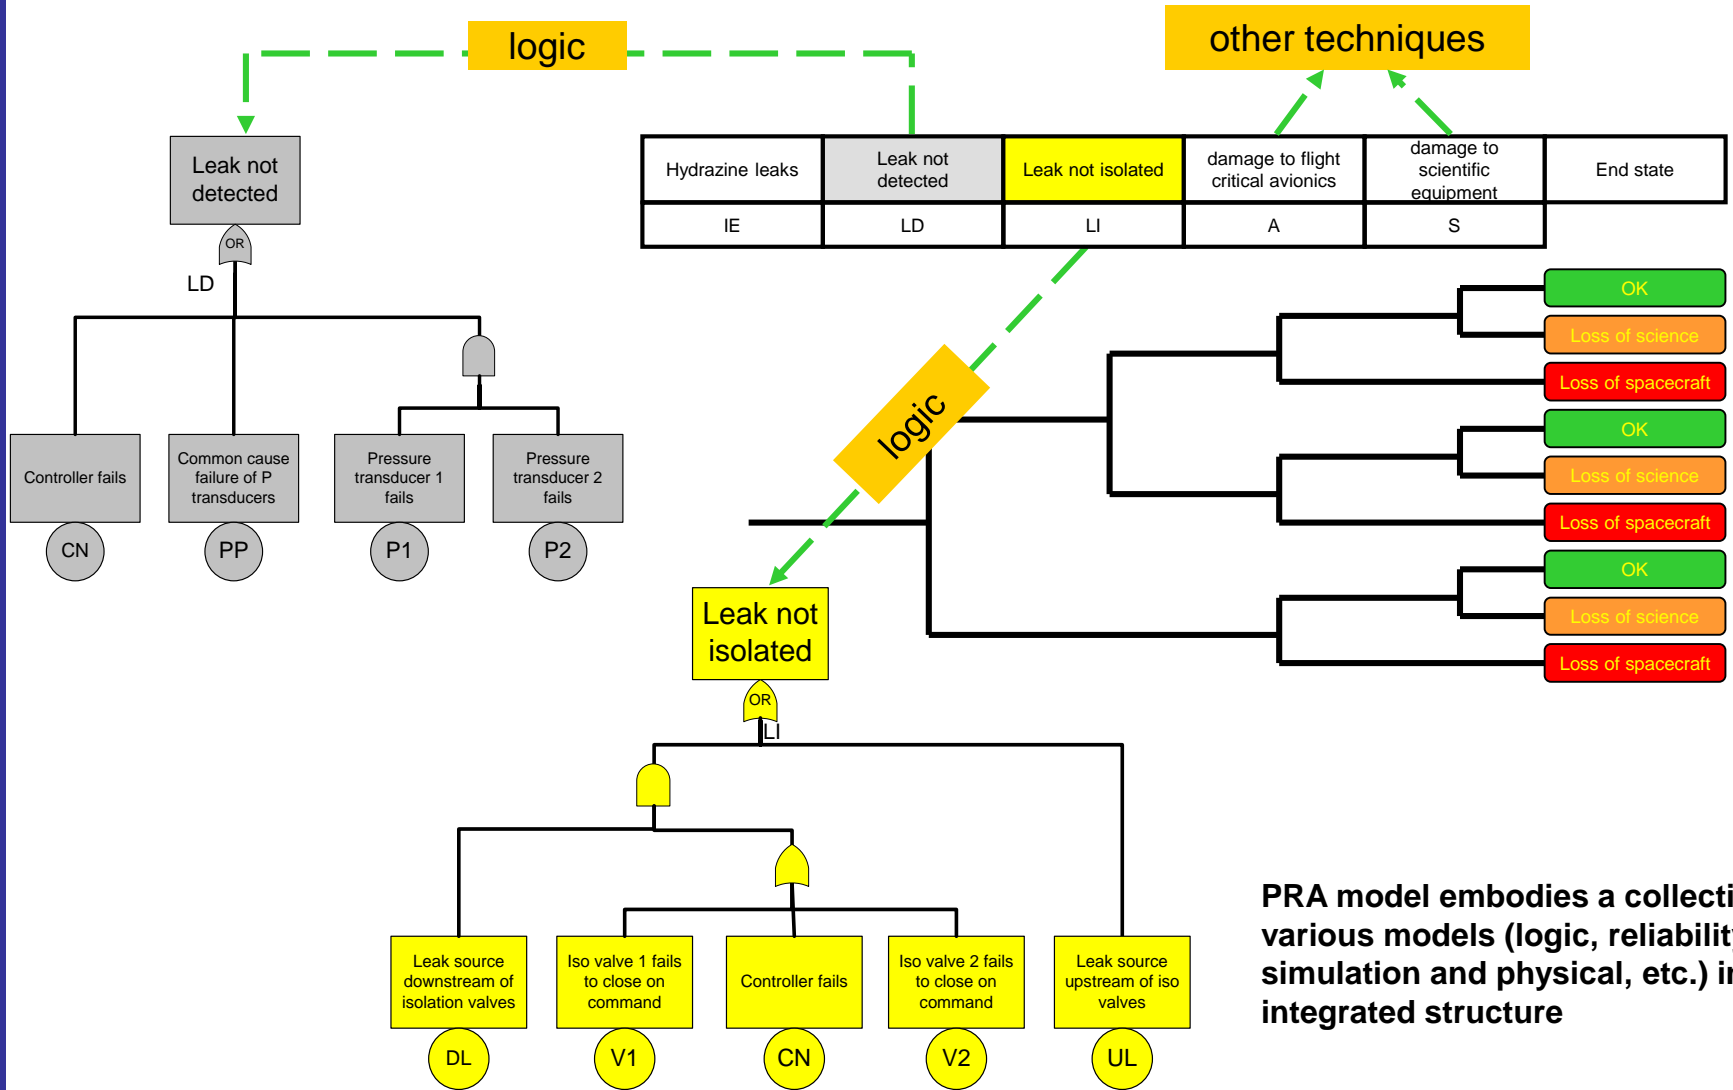 logic
other techniques
Leak not
detected
OR
LD
Hydrazine leaks
Leak not
detected
Leak not isolated
damage to flight
critical avionics
damage to
scientific
equipment
End state
IE
LD
LI
A
S
OK
Loss of science
Loss of spacecraft
OK
Loss of science
Loss of spacecraft
OK
Loss of science
Loss of spacecraft
logic
Controller fails
Common cause
failure of P
transducers
Pressure
transducer 1
fails
Pressure
transducer 2
fails
CN
PP
P1
P2
Leak not
isolated
OR
LI
Leak source
downstream of
isolation valves
Iso valve 1 fails
to close on
command
Controller fails
Iso valve 2 fails
to close on
command
Leak source
upstream of iso
valves
DL
V1
CN
V2
UL
PRA model embodies a
various models (logic,
simulation and physical, etc.)
integrated structure